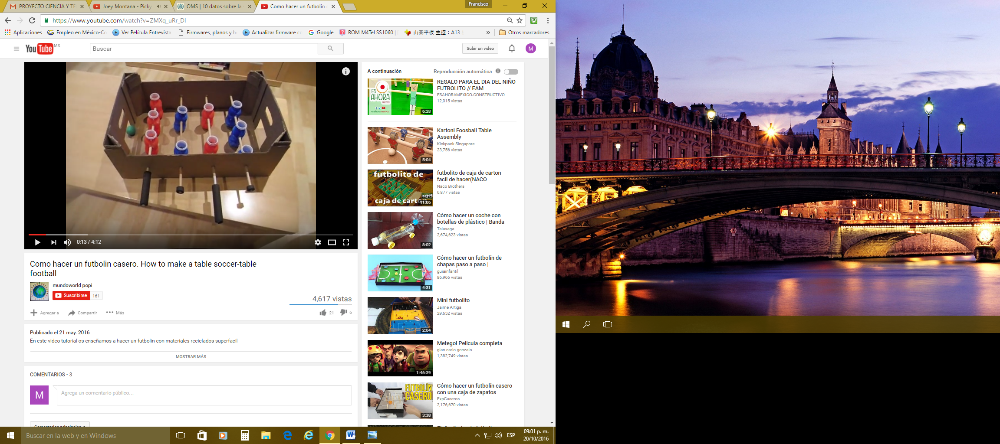 PROYECTO CIENCIA Y TE
Joey Montana - Picky
OMS | 10 datos sobre la
Como hacer un futbolin
Francisco
https://www.youtube.com/watch?v=ZMXq_uRr_DI
Aplicaciones
Empleo en México-Co
Ver Película Entrevista
Firmwares, planos y h
Actualizar firmware
Google
ROM M4Tel SS1060 |
山寨平板 主控：A13
»
Otros marcadores
YouTube MX
Buscar
Subir un video
M
0:13 / 4:12
Como hacer un futbolin casero. How to make a table soccer-table
football
mundoworld popi
Suscribirse 161
4,617 vistas
Agregar a
Compartir
Más
21
6
Publicado el 21 may. 2016
En este video tutorial os enseñamos a hacer un futbolin con materiales reciclados superfacil
MOSTRAR MÁS
COMENTARIOS • 3
M
Agrega un comentario público...
Comentarios principales
A continuación
Reproducción automática
ES
AHORA
MÉXICO
esahoramexico
6:28
REGALO PARA EL DIA DEL NIÑO
FUTBOLITO // EAM
ESAHORAMEXICO-CONSTRUCTIVO
12,015 vistas
5:04
Kartoni Foosball Table
Assembly
Kickpack Singapore
23,756 vistas
futbolito de
caja de carton
11:06
futbolito de caja de carton
facil de hacer(NACO
Naco Brothers
6,877 vistas
8:02
Cómo hacer un coche con
botellas de plástico | Banda
Talaxaga
2,674,623 vistas
4:31
Cómo hacer un futbolín de
chapas paso a paso |
guiainfantil
86,966 vistas
2:04
Mini futbolito
Jaime Artiga
29,652 vistas
1:46:39
Metegol Pelicula completa
gian carlo gonzalo
1,382,749 vistas
FUTBOLÍN
CASERO
3:38
Cómo hacer un futbolín casero
con una caja de zapatos
ExpCaseros
2,176,670 vistas
Buscar en la web y en Windows
ESP
09:01 p. m.
20/10/2016